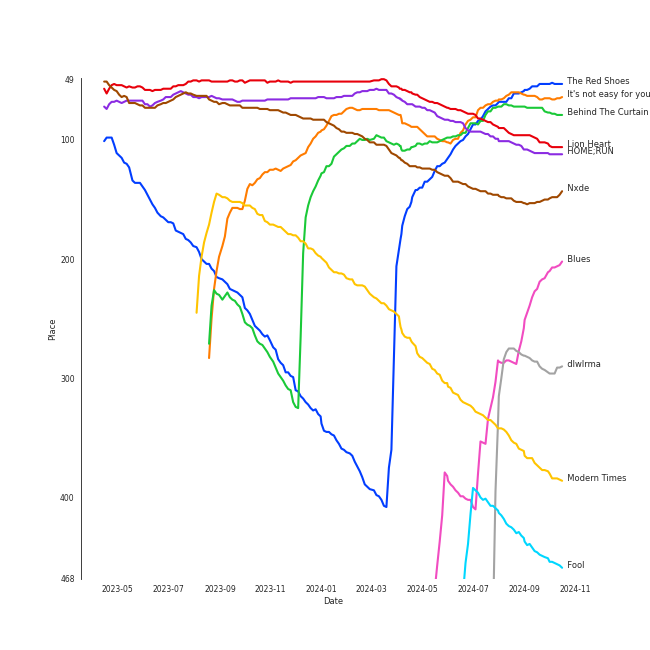 49
100
200
300
400
468
Place
2023-05
2023-07
2023-09
2023-11
2024-01
2024-03
2024-05
2024-07
2024-09
2024-11
Date
The Red Shoes
It's not easy for you
Behind The Curtain
Lion Heart
HOME;RUN
Nxde
Blues
dlwlrma
Modern Times
Fool